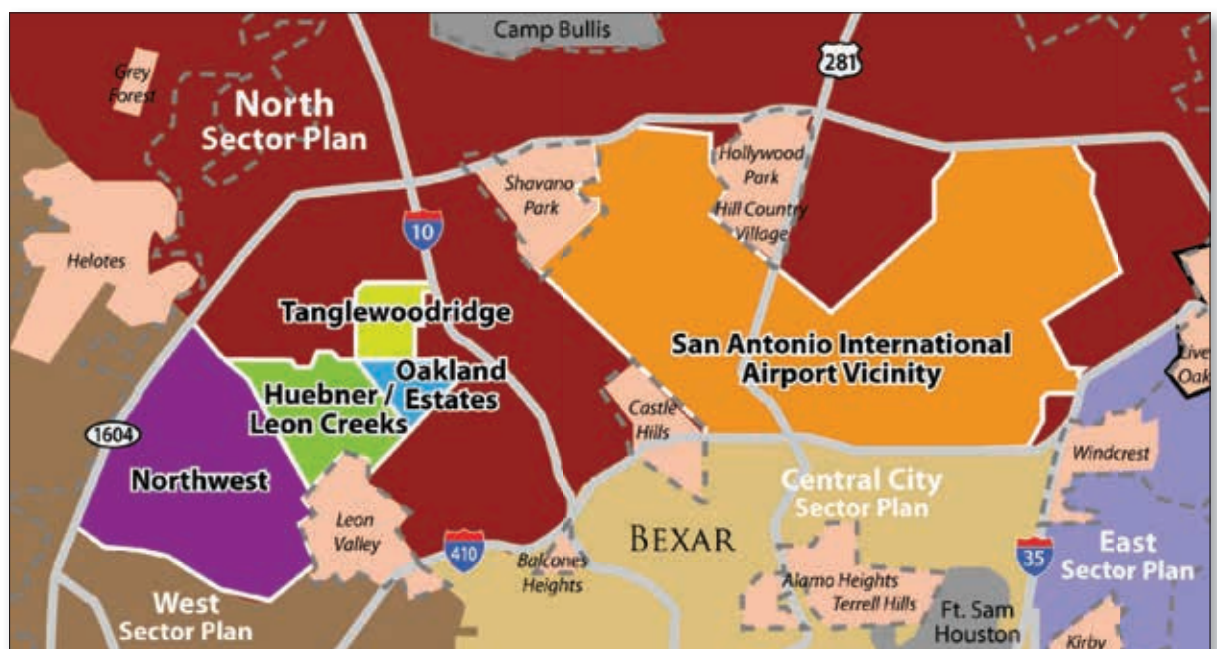 Camp Bullis
281
Grey
Forest
North
Sector Plan
Hollywood
Park
Shavano
Park
Hill Country
Village
10
Helotes
Tanglewoodridge
San Antonio International
Airport Vicinity
Oakland
Estates
Live
Oak
Huebner /
Leon Creeks
Castle
Hills
1604
Windcrest
Northwest
Central City
Sector Plan
Leon
Valley
BEXAR
410
Balcones
Heights
35
East
Sector Plan
Alamo Heights
Terrell Hills
West
Sector Plan
Ft. Sam
Houston
Kirby